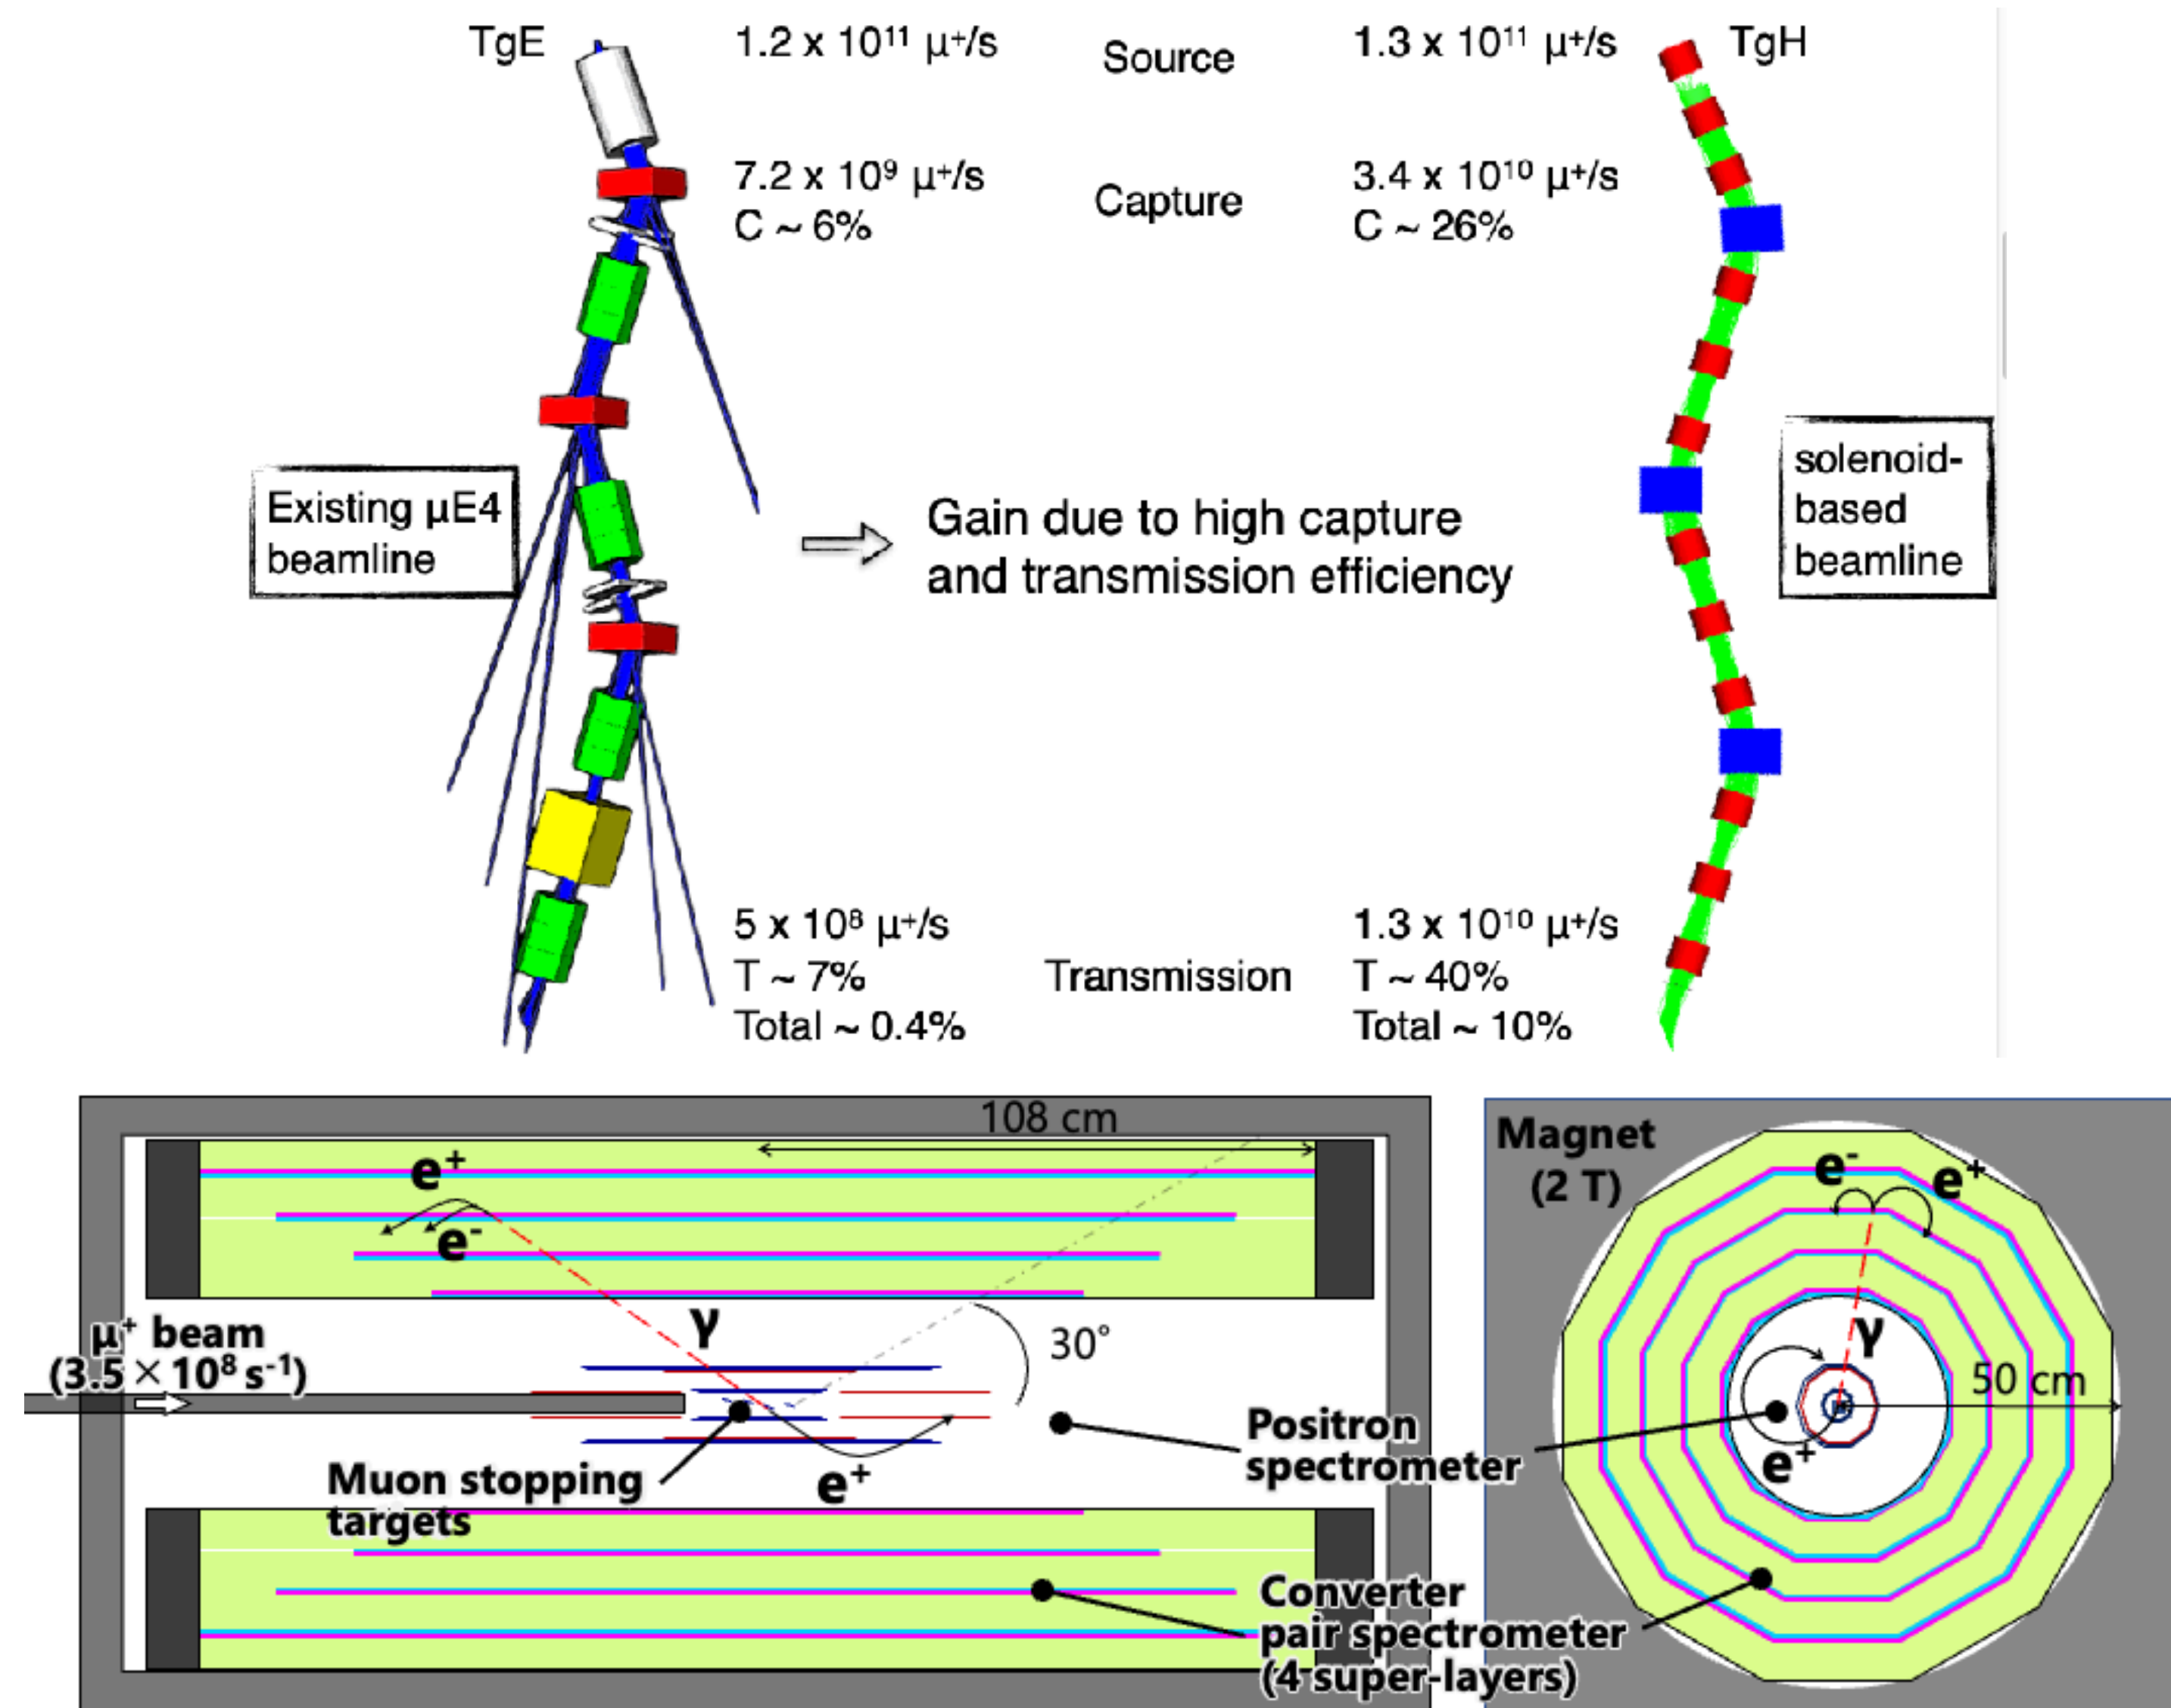 TgE
1.2 x 10¹¹ μ⁺/s
Source
1.3 x 10¹¹ μ⁺/s
TgH
7.2 x 10⁹ μ⁺/s
C ~ 6%
Capture
3.4 x 10¹⁰ μ⁺/s
C ~ 26%
Existing μE4
beamline
Gain due to high capture
and transmission efficiency
solenoid-
based
beamline
5 x 10⁸ μ⁺/s
T ~ 7%
Total ~ 0.4%
Transmission
1.3 x 10¹⁰ μ⁺/s
T ~ 40%
Total ~ 10%
108 cm
e⁺
e⁻
γ
30°
μ⁺ beam
(3.5×10⁸ s⁻¹)
Muon stopping
targets
e⁺
Positron
spectrometer
Converter
pair spectrometer
(4 super-layers)
Magnet
(2 T)
e⁻
e⁺
γ
50 cm
e⁺